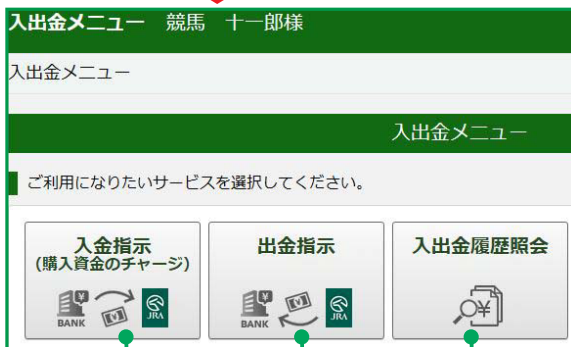 入出金メニュー 競馬 十一郎様
入出金メニュー
入出金メニュー
ご利用になりたいサービスを選択してください。
入金指示
(購入資金のチャージ)
BANK JRA
出金指示
BANK JRA
入出金履歴照会